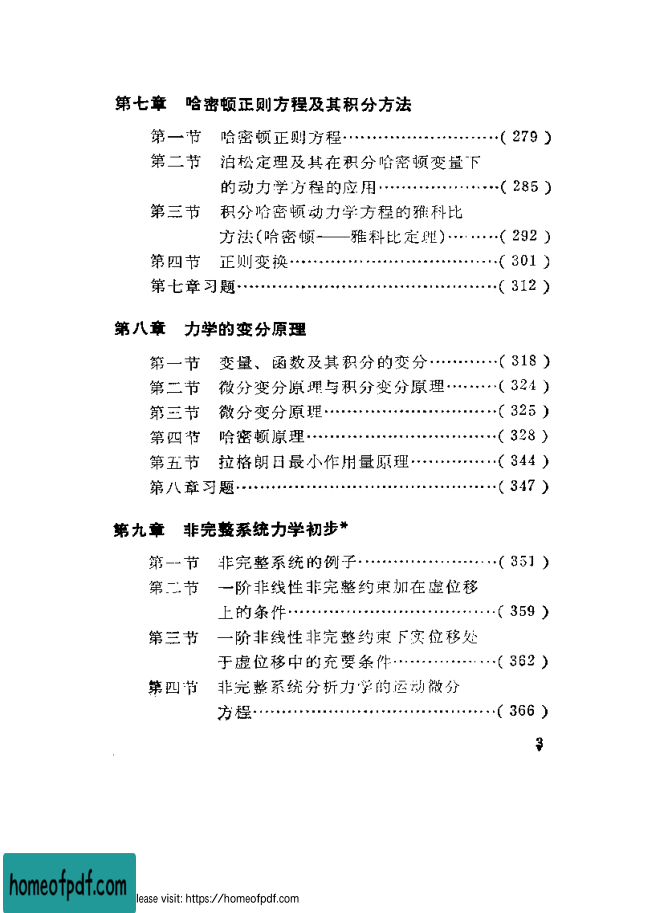 第七章 哈密顿正则方程及其积分方法
第一节 哈密顿正则方程…………………………( 279 )
第二节 泊松定理及其在积分哈密顿变量下
的动力学方程的应用…………………( 285 )
第三节 积分哈密顿动力学方程的雅科比
方法(哈密顿——雅科比定理)………( 292 )
第四节 正则变换………………………………( 301 )
第七章习题………………………………………( 312 )
第八章 力学的变分原理
第一节 变量、函数及其积分的变分…………( 318 )
第二节 微分变分原理与积分变分原理………( 324 )
第三节 微分变分原理…………………………( 325 )
第四节 哈密顿原理……………………………( 328 )
第五节 拉格朗日最小作用量原理……………( 344 )
第八章习题………………………………………( 347 )
第九章 非完整系统力学初步*
第一节 非完整系统的例子……………………( 351 )
第二节 一阶非线性非完整约束加在虚位移
上的条件………………………………( 359 )
第三节 一阶非线性非完整约束下实位移处
于虚位移中的充要条件………………( 362 )
第四节 非完整系统分析力学的运动微分
方程……………………………………( 366 )
3
homeofpdf.com
lease visit: https://homeofpdf.com